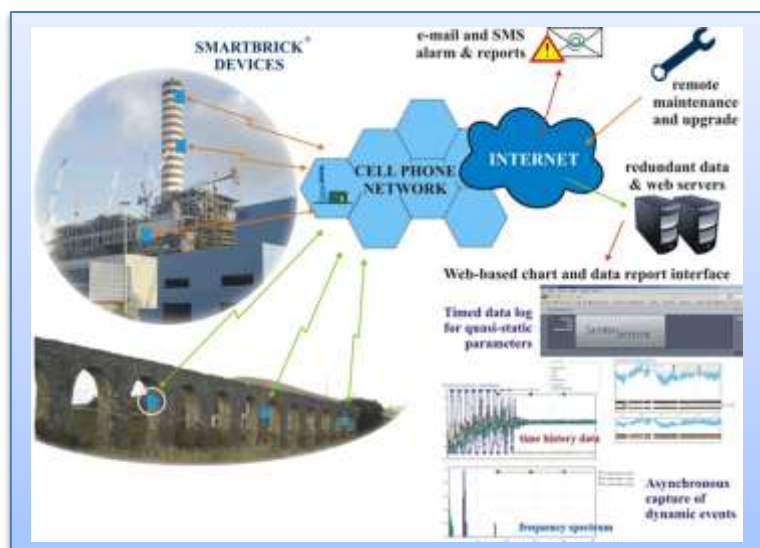 SMARTBRICK®
DEVICES
e-mail and SMS
alarm & reports
remote
maintenance
and upgrade
INTERNET
CELL PHONE
NETWORK
redundant data
& web servers
Web-based chart and data report interface
Timed data log
for quasi-static
parameters
time history data
Asynchronous
capture of
dynamic events
frequency spectrum